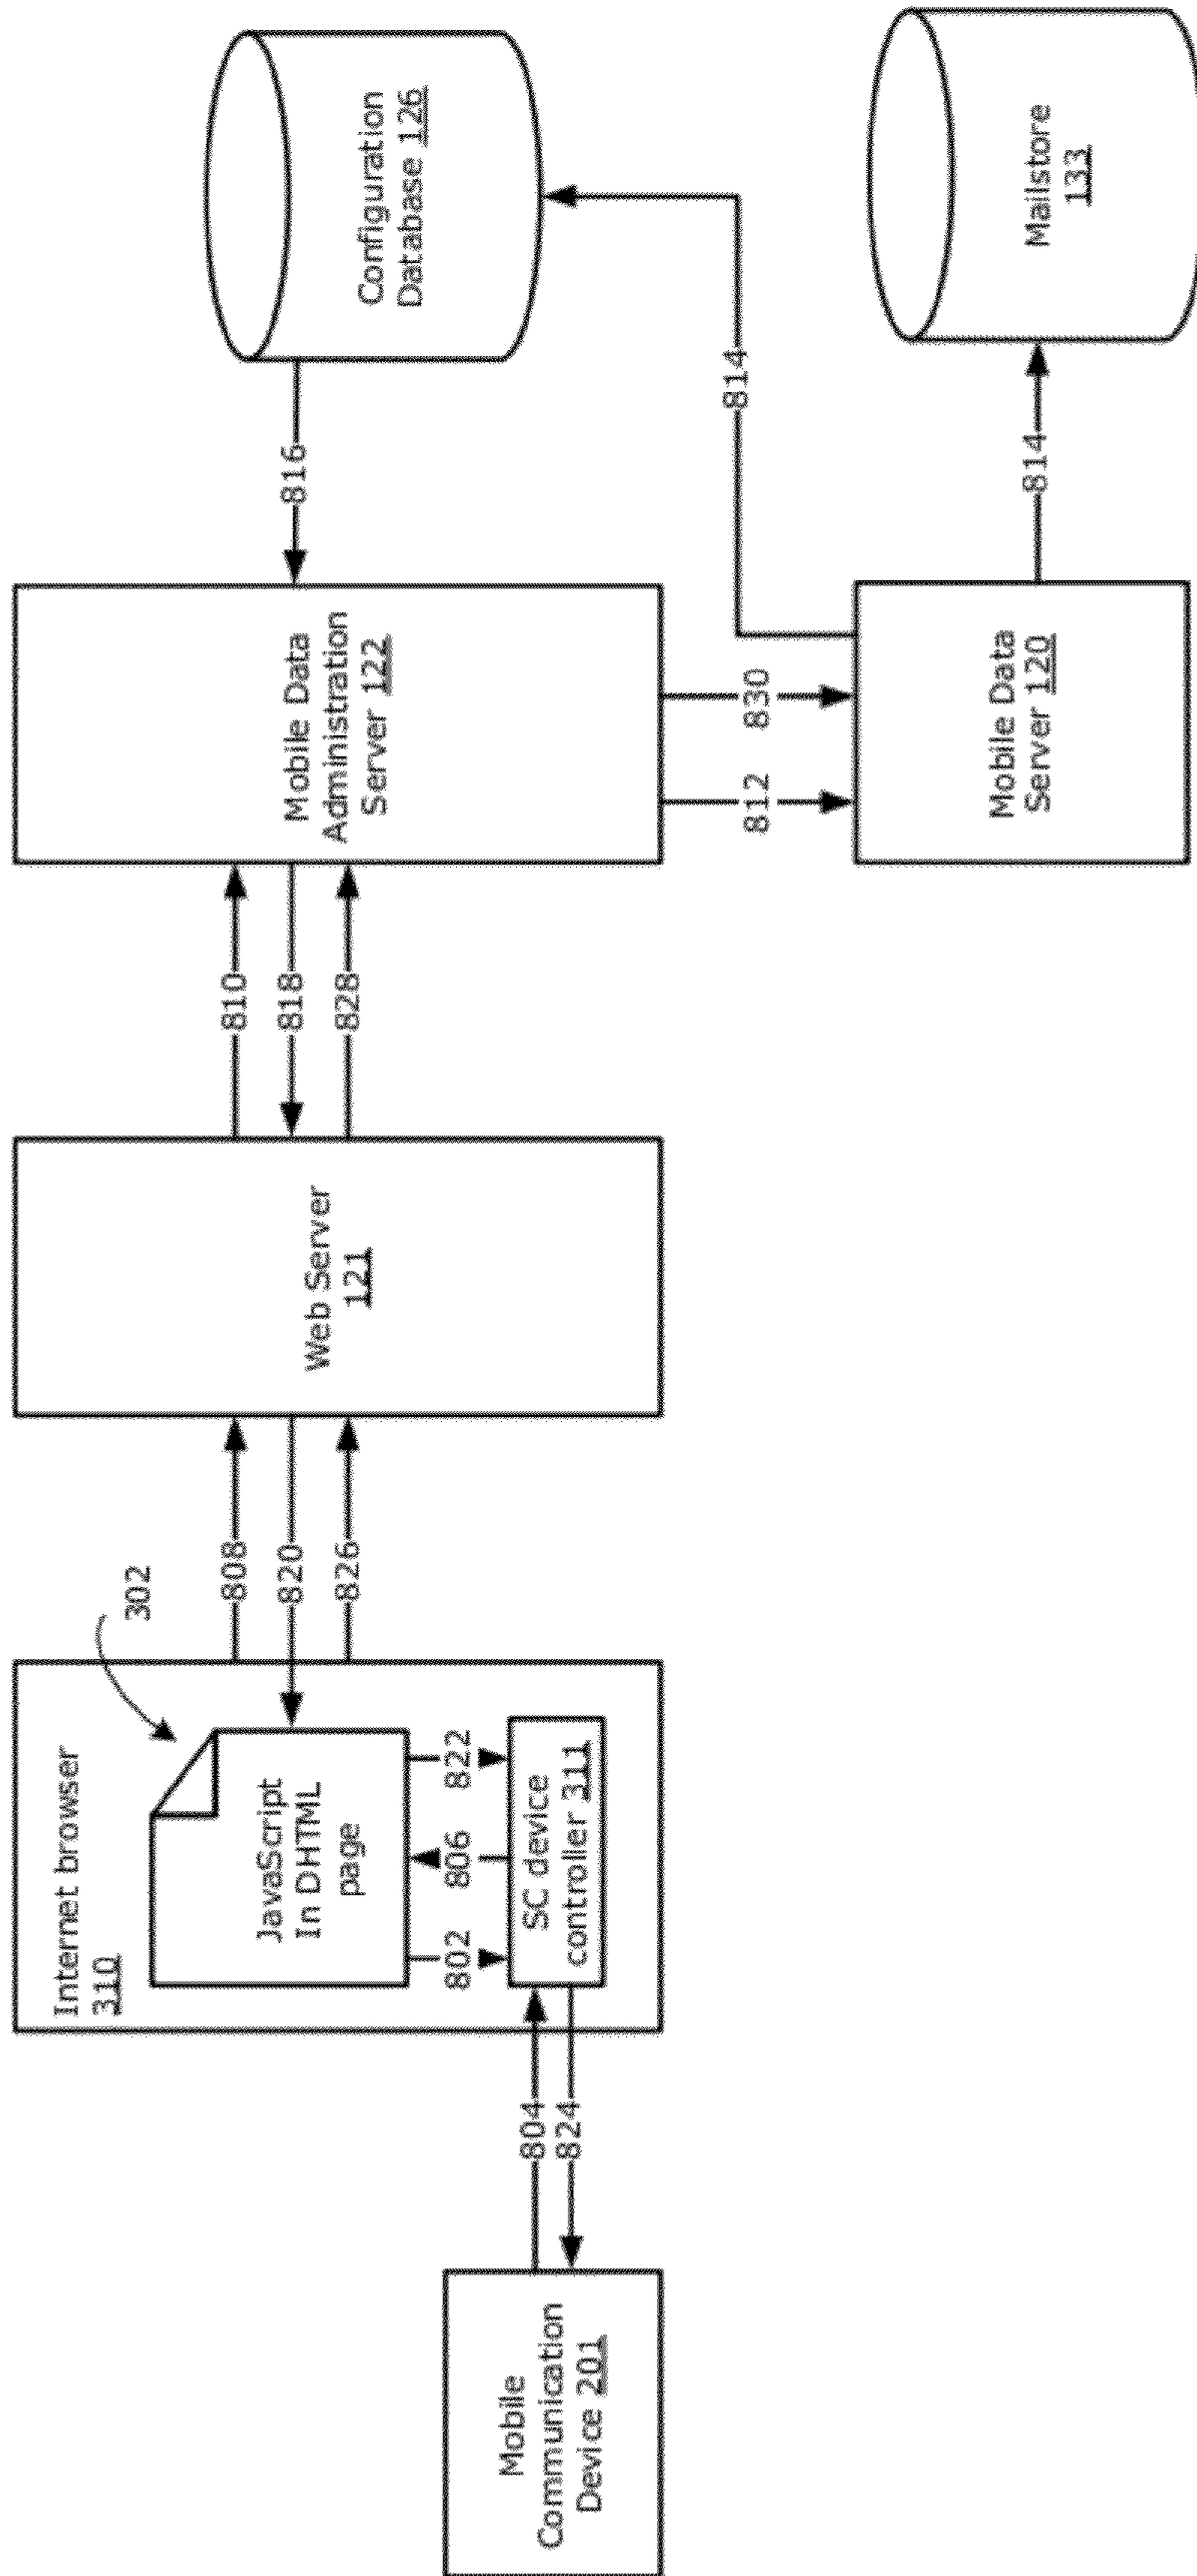 Internet browser
310
302
JavaScript
In DHTML
page
802
806
822
SC device
controller 311
Mobile
Communication
Device 201
804
824
808
820
826
Web Server
121
810
818
828
Mobile Data
Administration
Server 122
816
Configuration
Database 126
812
830
814
Mobile Data
Server 120
814
Mailstore
133